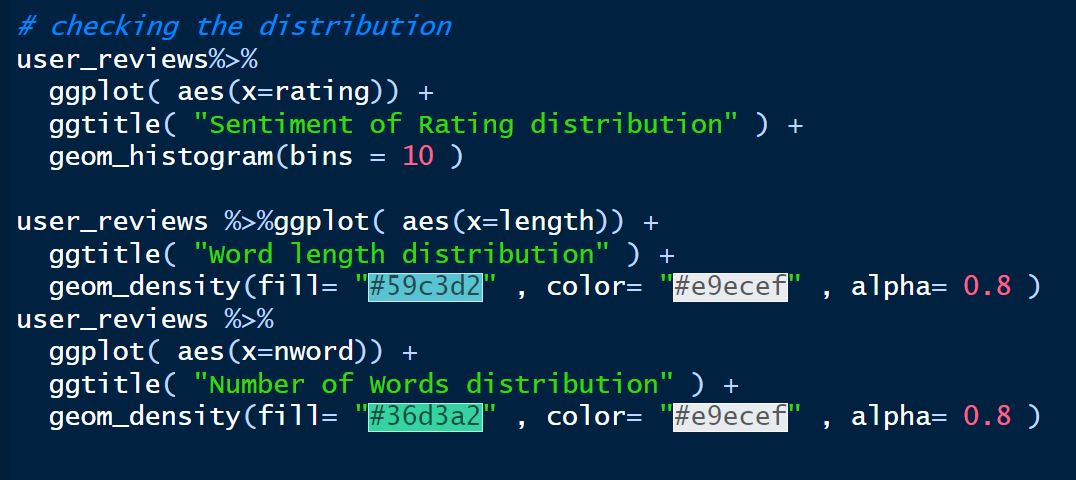 # checking the distribution
user_reviews%>%
  ggplot( aes(x=rating)) +
  ggtitle( "Sentiment of Rating distribution" ) +
  geom_histogram(bins = 10 )

user_reviews %>%ggplot( aes(x=length)) +
  ggtitle( "Word length distribution" ) +
  geom_density(fill= "#59c3d2" , color= "#e9ecef" , alpha= 0.8 )
user_reviews %>%
  ggplot( aes(x=nword)) +
  ggtitle( "Number of Words distribution" ) +
  geom_density(fill= "#36d3a2" , color= "#e9ecef" , alpha= 0.8 )